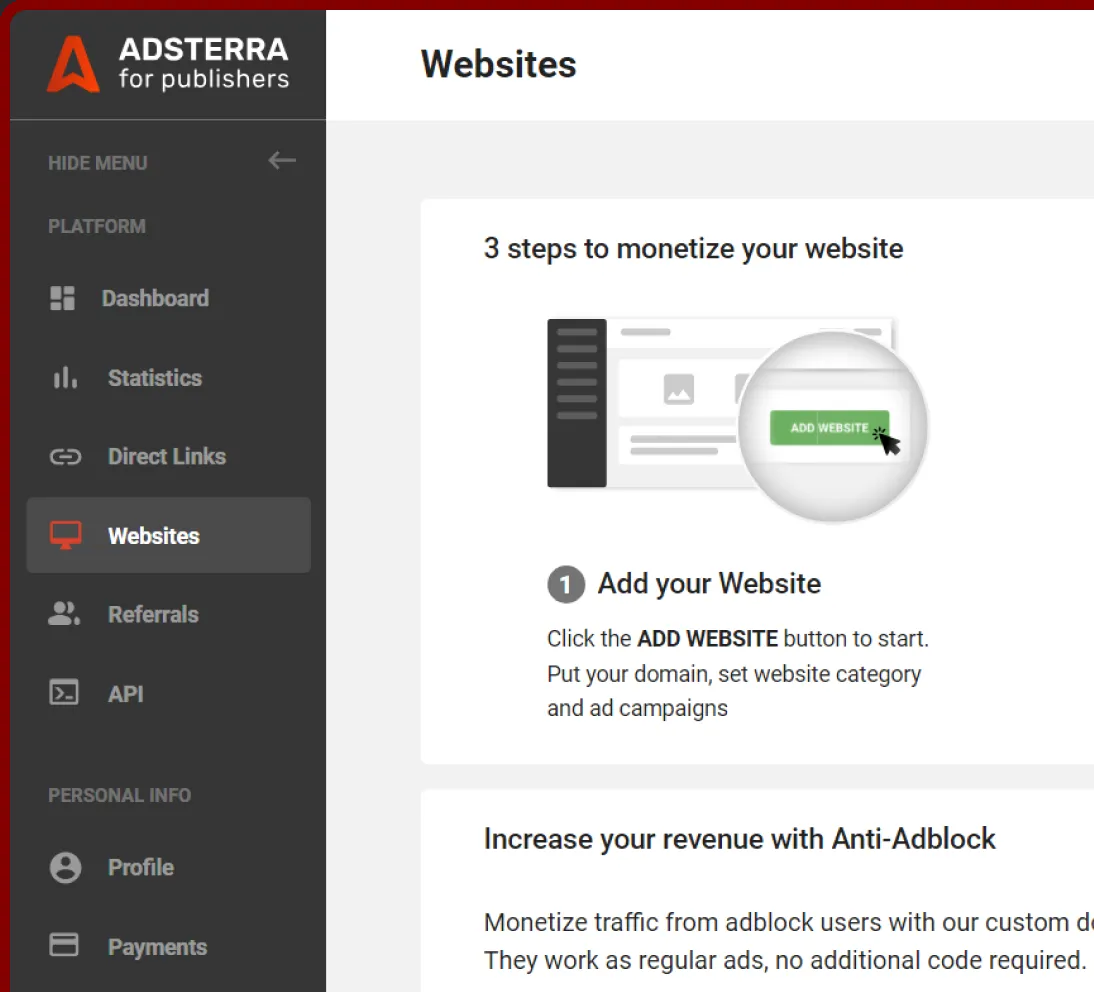 ADSTERRA
for publishers
HIDE MENU
PLATFORM
Dashboard
Statistics
Direct Links
Websites
Referrals
API
PERSONAL INFO
Profile
Payments
Websites
3 steps to monetize your website
ADD WEBSITE
1 Add your Website
Click the ADD WEBSITE button to start.
Put your domain, set website category
and ad campaigns
Increase your revenue with Anti-Adblock
Monetize traffic from adblock users with our custom
They work as regular ads, no additional code required.